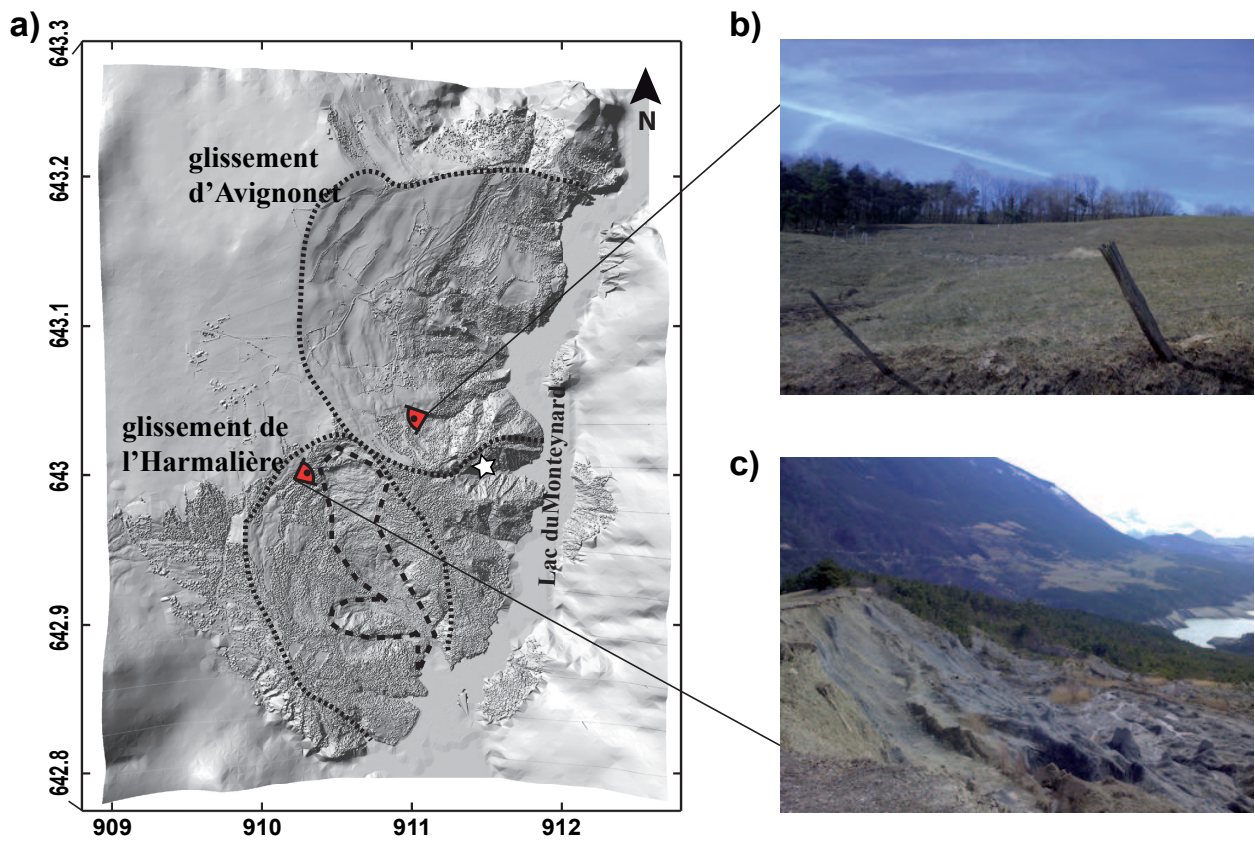 a)
b)
c)
643.3
643.2
643.1
643
642.9
642.8
909
910
911
912
N
glissement
d’Avignonet
glissement de
l’Harmalière
Lac duMonteynard